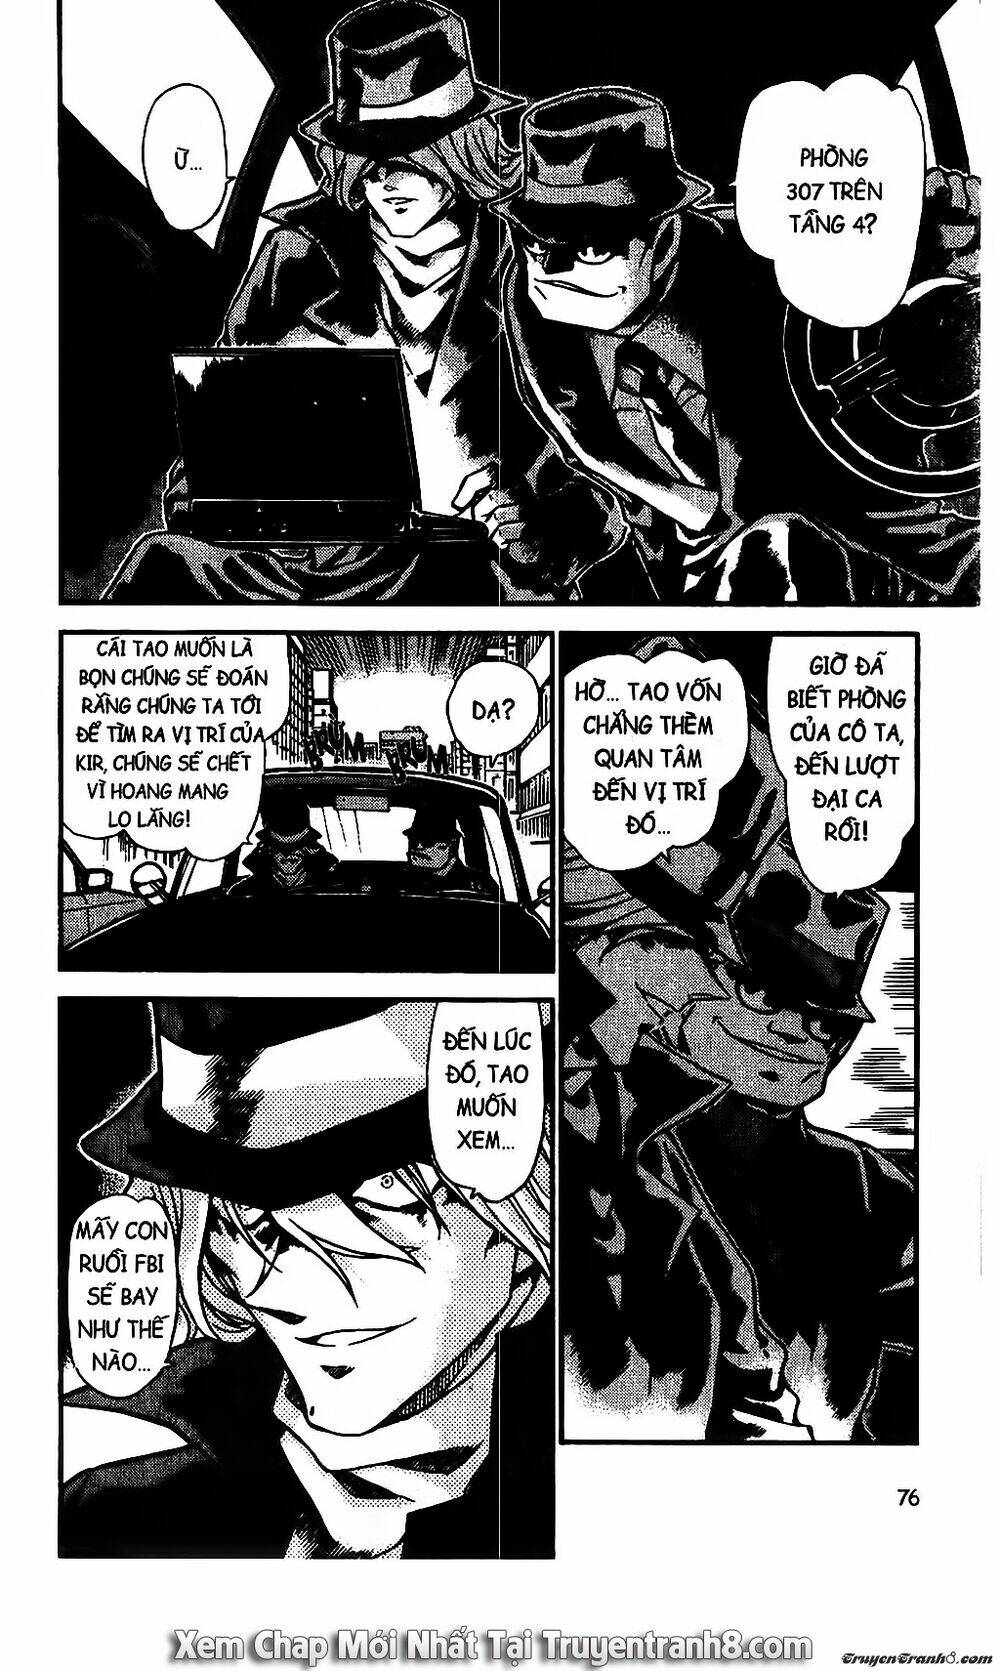 PHÒNG
307 TRÊN
TẦNG 4?
Ừ...
GIỜ ĐÃ
BIẾT PHÒNG
CỦA CÔ TA,
ĐẾN LƯỢT
ĐẠI CA
RỒI!
HỜ... TAO VỐN
CHẲNG THÈM
QUAN TÂM
ĐẾN VỊ TRÍ
ĐÓ...
DẠ?
CÁI TAO MUỐN LÀ
BỌN CHÚNG SẼ ĐOÁN
RẰNG CHÚNG TA TỚI
ĐỂ TÌM RA VỊ TRÍ CỦA
KIR, CHÚNG SẼ CHẾT
VÌ HOANG MANG
LO LẮNG!
BRÙM
BRÙM
ĐẾN LÚC
ĐÓ, TAO
MUỐN
XEM...
MẤY CON
RUỒI FBI
SẼ BAY
NHƯ THẾ
NÀO...
76
Xem Chap Mới Nhất Tại Truyentranh8.com
TruyenTranh8.com